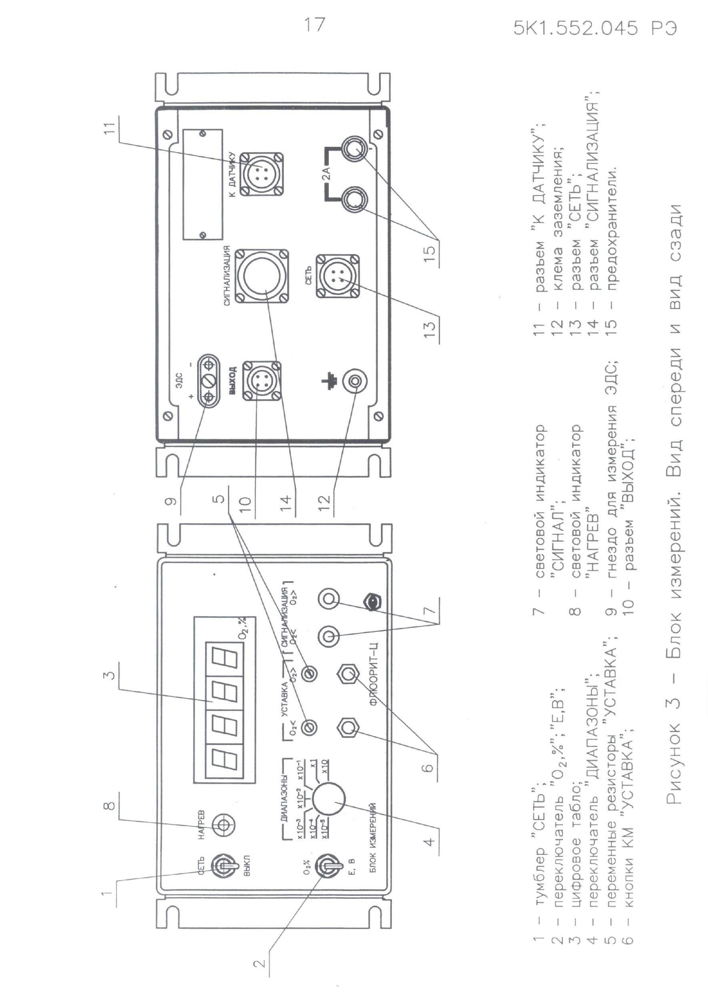 17
5К1.552.045 РЭ
СЕТЬ
ВЫКЛ
НАГРЕВ
O₂,%
O₂%
E, В
ДИАПАЗОНЫ
x10⁻³
x10⁻²
x10⁻¹
x10⁻⁴
x1
x10⁻⁵
x10
УСТАВКА
O₂<
O₂>
СИГНАЛИЗАЦИЯ
O₂<
O₂>
БЛОК ИЗМЕРЕНИЙ
ФЛЮОРИТ-Ц
1
2
3
4
5
6
7
8
ЭДС
+
-
ВЫХОД
СИГНАЛИЗАЦИЯ
К ДАТЧИКУ
СЕТЬ
2А
9
10
11
12
13
14
15
1 – тумблер "СЕТЬ";
2 – переключатель "O₂,%"; "E,В";
3 – цифровое табло;
4 – переключатель "ДИАПАЗОНЫ";
5 – переменные резисторы "УСТАВКА";
6 – кнопки КМ "УСТАВКА";
7 – световой индикатор
"СИГНАЛ";
8 – световой индикатор
"НАГРЕВ"
9 – гнездо для измерения ЭДС;
10 – разьем "ВЫХОД";
11 – разьем "К ДАТЧИКУ";
12 – клема заземления;
13 – разьем "СЕТЬ";
14 – разьем "СИГНАЛИЗАЦИЯ";
15 – предохранители.
Рисунок 3 – Блок измерений. Вид спереди и вид сзади